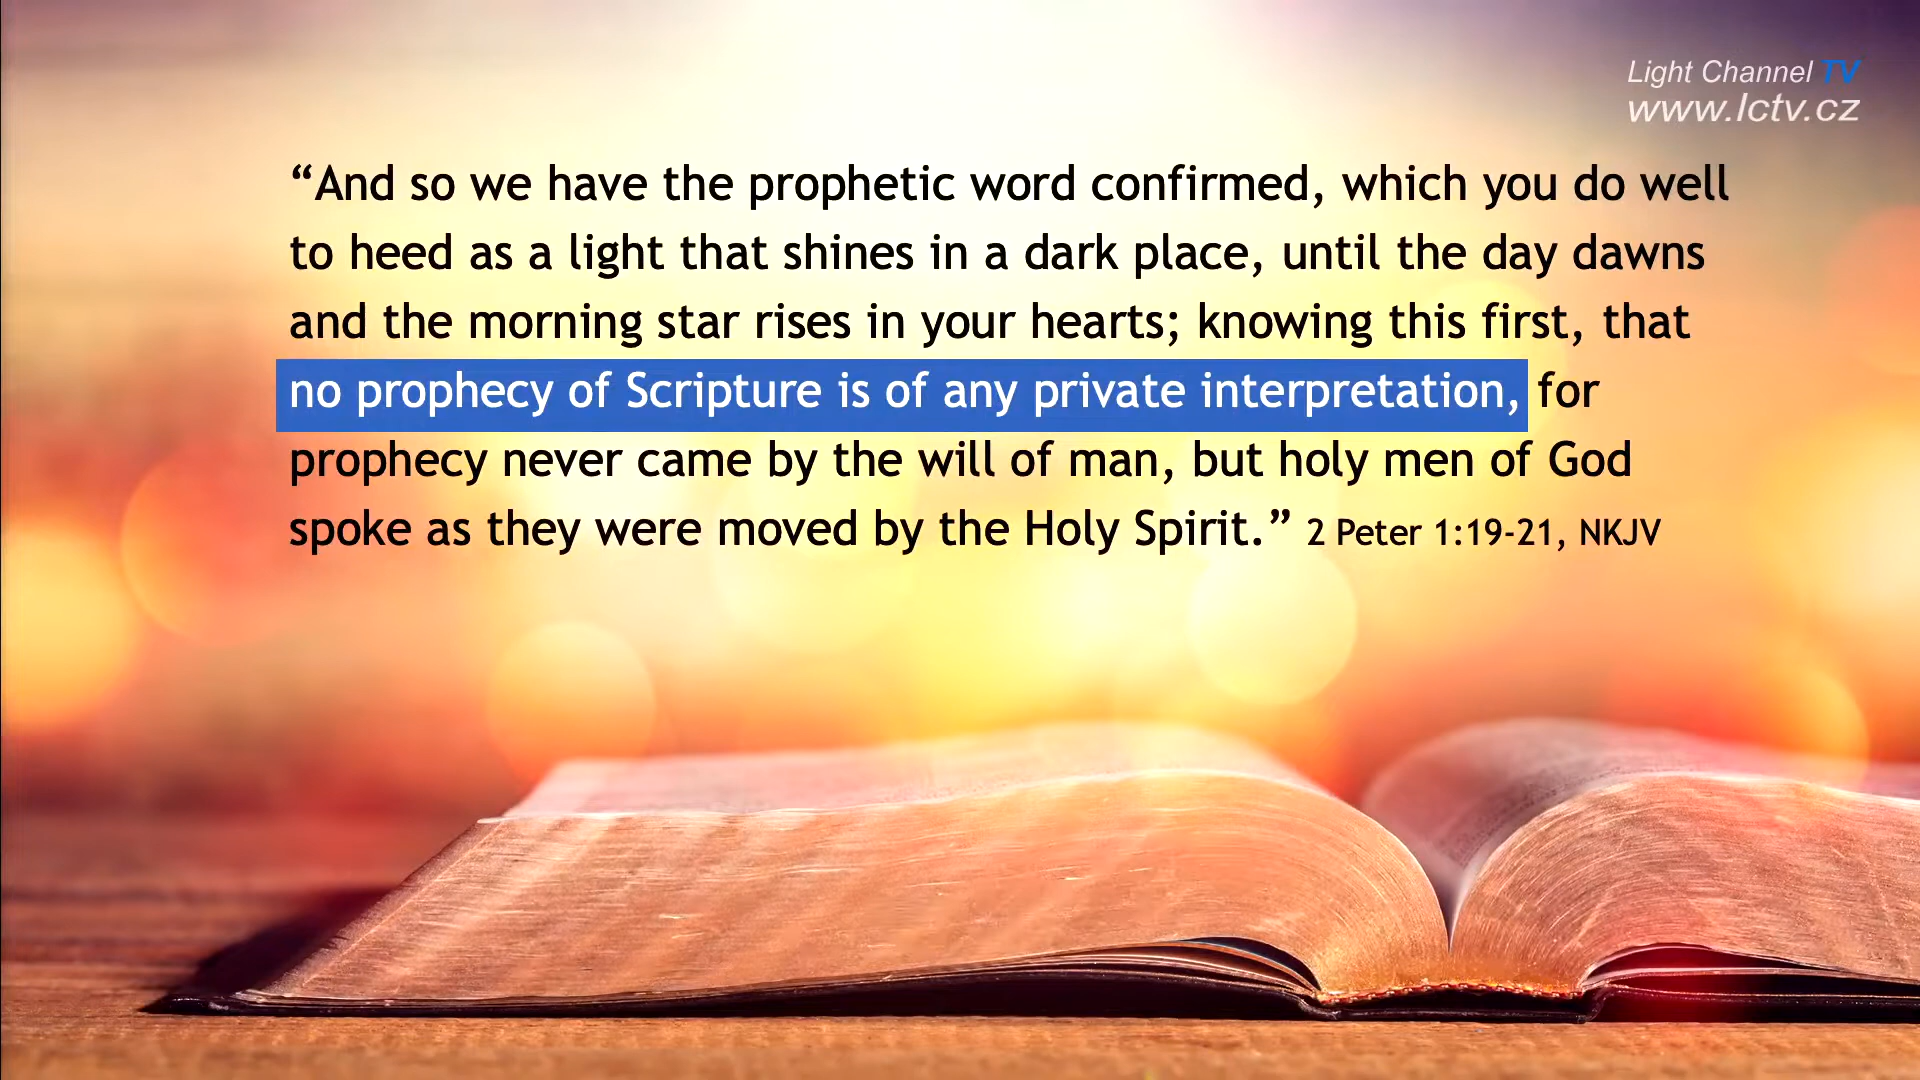 Light Channel TV
www.lctv.cz
“And so we have the prophetic word confirmed, which you do well
to heed as a light that shines in a dark place, until the day dawns
and the morning star rises in your hearts; knowing this first, that
no prophecy of Scripture is of any private interpretation, for
prophecy never came by the will of man, but holy men of God
spoke as they were moved by the Holy Spirit.” 2 Peter 1:19-21, NKJV